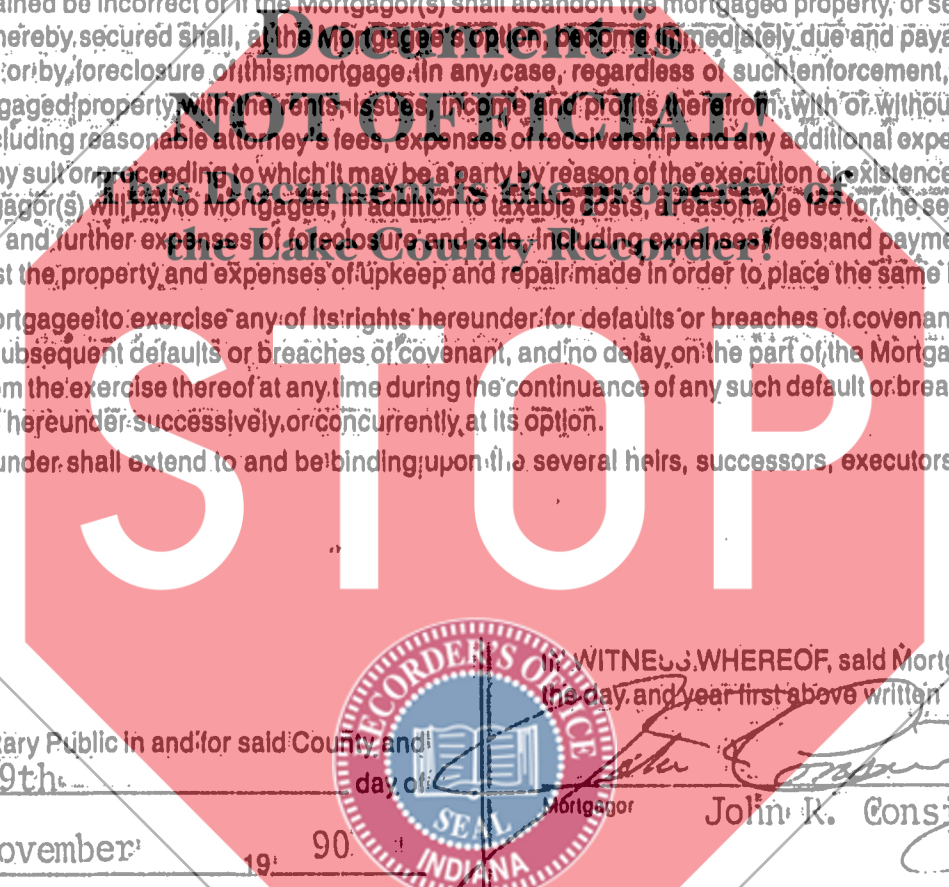 ained be incorrect or if the Mortgagor(s) shall abandon the mortgaged property, or se
Document is
hereby secured shall, at the Mortgagee's option, become immediately due and paya
or by foreclosure of this mortgage. In any case, regardless of such enforcement,
NOT OFFICIAL!
gaged property with the rents, issues, income and profits therefrom, with or without
cluding reasonable attorney's fees, expenses of receivership and any additional expe
This Document is the property of
y suit or proceeding to which it may be a party by reason of the execution or existence
agor(s) will pay to Mortgagee, in addition to taxable costs, a reasonable fee for the se
the Lake County Recorder!
and further expenses of foreclosure and sale, including expenses, fees and payme
st the property and expenses of upkeep and repair made in order to place the same i
ortgagee to exercise any of its rights hereunder for defaults or breaches of covenan
ubsequent defaults or breaches of covenant, and no delay on the part of the Mortga
m the exercise thereof at any time during the continuance of any such default or brea
hereunder successively or concurrently at its option.
under shall extend to and be binding upon the several heirs, successors, executors
STOP
IN WITNESS WHEREOF, said Mortg
the day and year first above written
tary Public in and for said County and
9th day of
Mortgagor John R. Consi
ovember 19 90
RECORDER'S OFFICE
SEAL
INDIANA